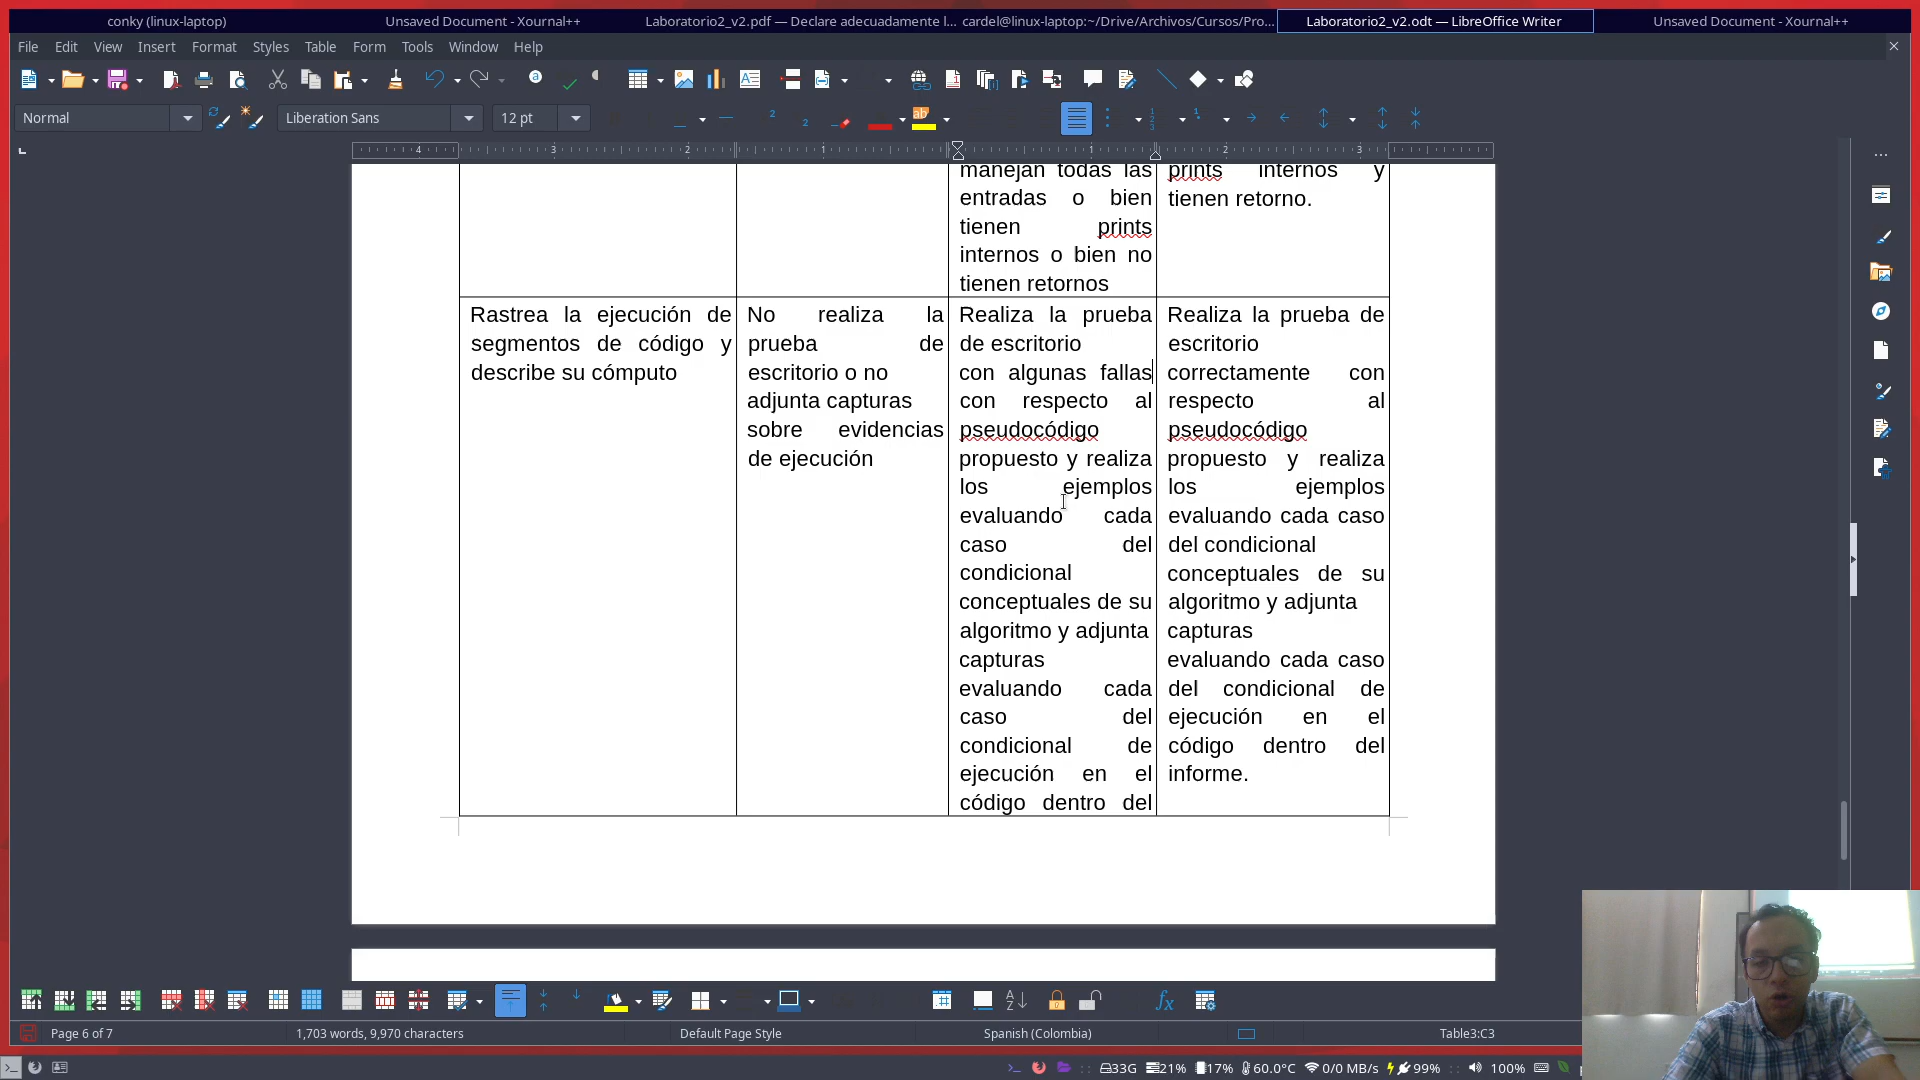 conky (linux-laptop)
Unsaved Document - Xournal++
Laboratorio2_v2.pdf — Declare adecuadamente l...
cardel@linux-laptop:~/Drive/Archivos/Cursos/Pro...
Laboratorio2_v2.odt — LibreOffice Writer
Unsaved Document - Xournal++
File Edit View Insert Format Styles Table Form Tools Window Help
Normal
Liberation Sans
12 pt
4 3 2 1 1 2 3
manejan todas las
entradas o bien
tienen prints
internos o bien no
tienen retornos
prints internos y
tienen retorno.
Rastrea la ejecución de
segmentos de código y
describe su cómputo
No realiza la
prueba de
escritorio o no
adjunta capturas
sobre evidencias
de ejecución
Realiza la prueba
de escritorio
con algunas fallas
con respecto al
pseudocódigo
propuesto y realiza
los ejemplos
evaluando cada
caso del
condicional
conceptuales de su
algoritmo y adjunta
capturas
evaluando cada
caso del
condicional de
ejecución en el
código dentro del
Realiza la prueba de
escritorio
correctamente con
respecto al
pseudocódigo
propuesto y realiza
los ejemplos
evaluando cada caso
del condicional
conceptuales de su
algoritmo y adjunta
capturas
evaluando cada caso
del condicional de
ejecución en el
código dentro del
informe.
Page 6 of 7
1,703 words, 9,970 characters
Default Page Style
Spanish (Colombia)
Table3:C3
33G 21% 17% 60.0°C 0/0 MB/s 99% 100%